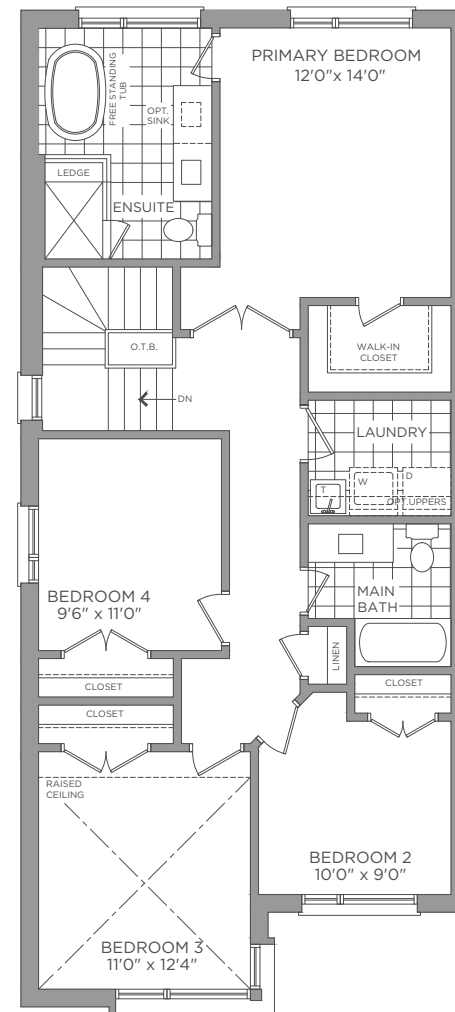 PRIMARY BEDROOM
12'0"x 14'0"
FREE STANDING
TUB
OPT.
SINK
LEDGE
ENSUITE
O.T.B.
DN
WALK-IN
CLOSET
LAUNDRY
T
W
D
OPT.UPPERS
BEDROOM 4
9'6" x 11'0"
MAIN
BATH
LINEN
CLOSET
CLOSET
CLOSET
RAISED
CEILING
BEDROOM 2
10'0" x 9'0"
BEDROOM 3
11'0" x 12'4"